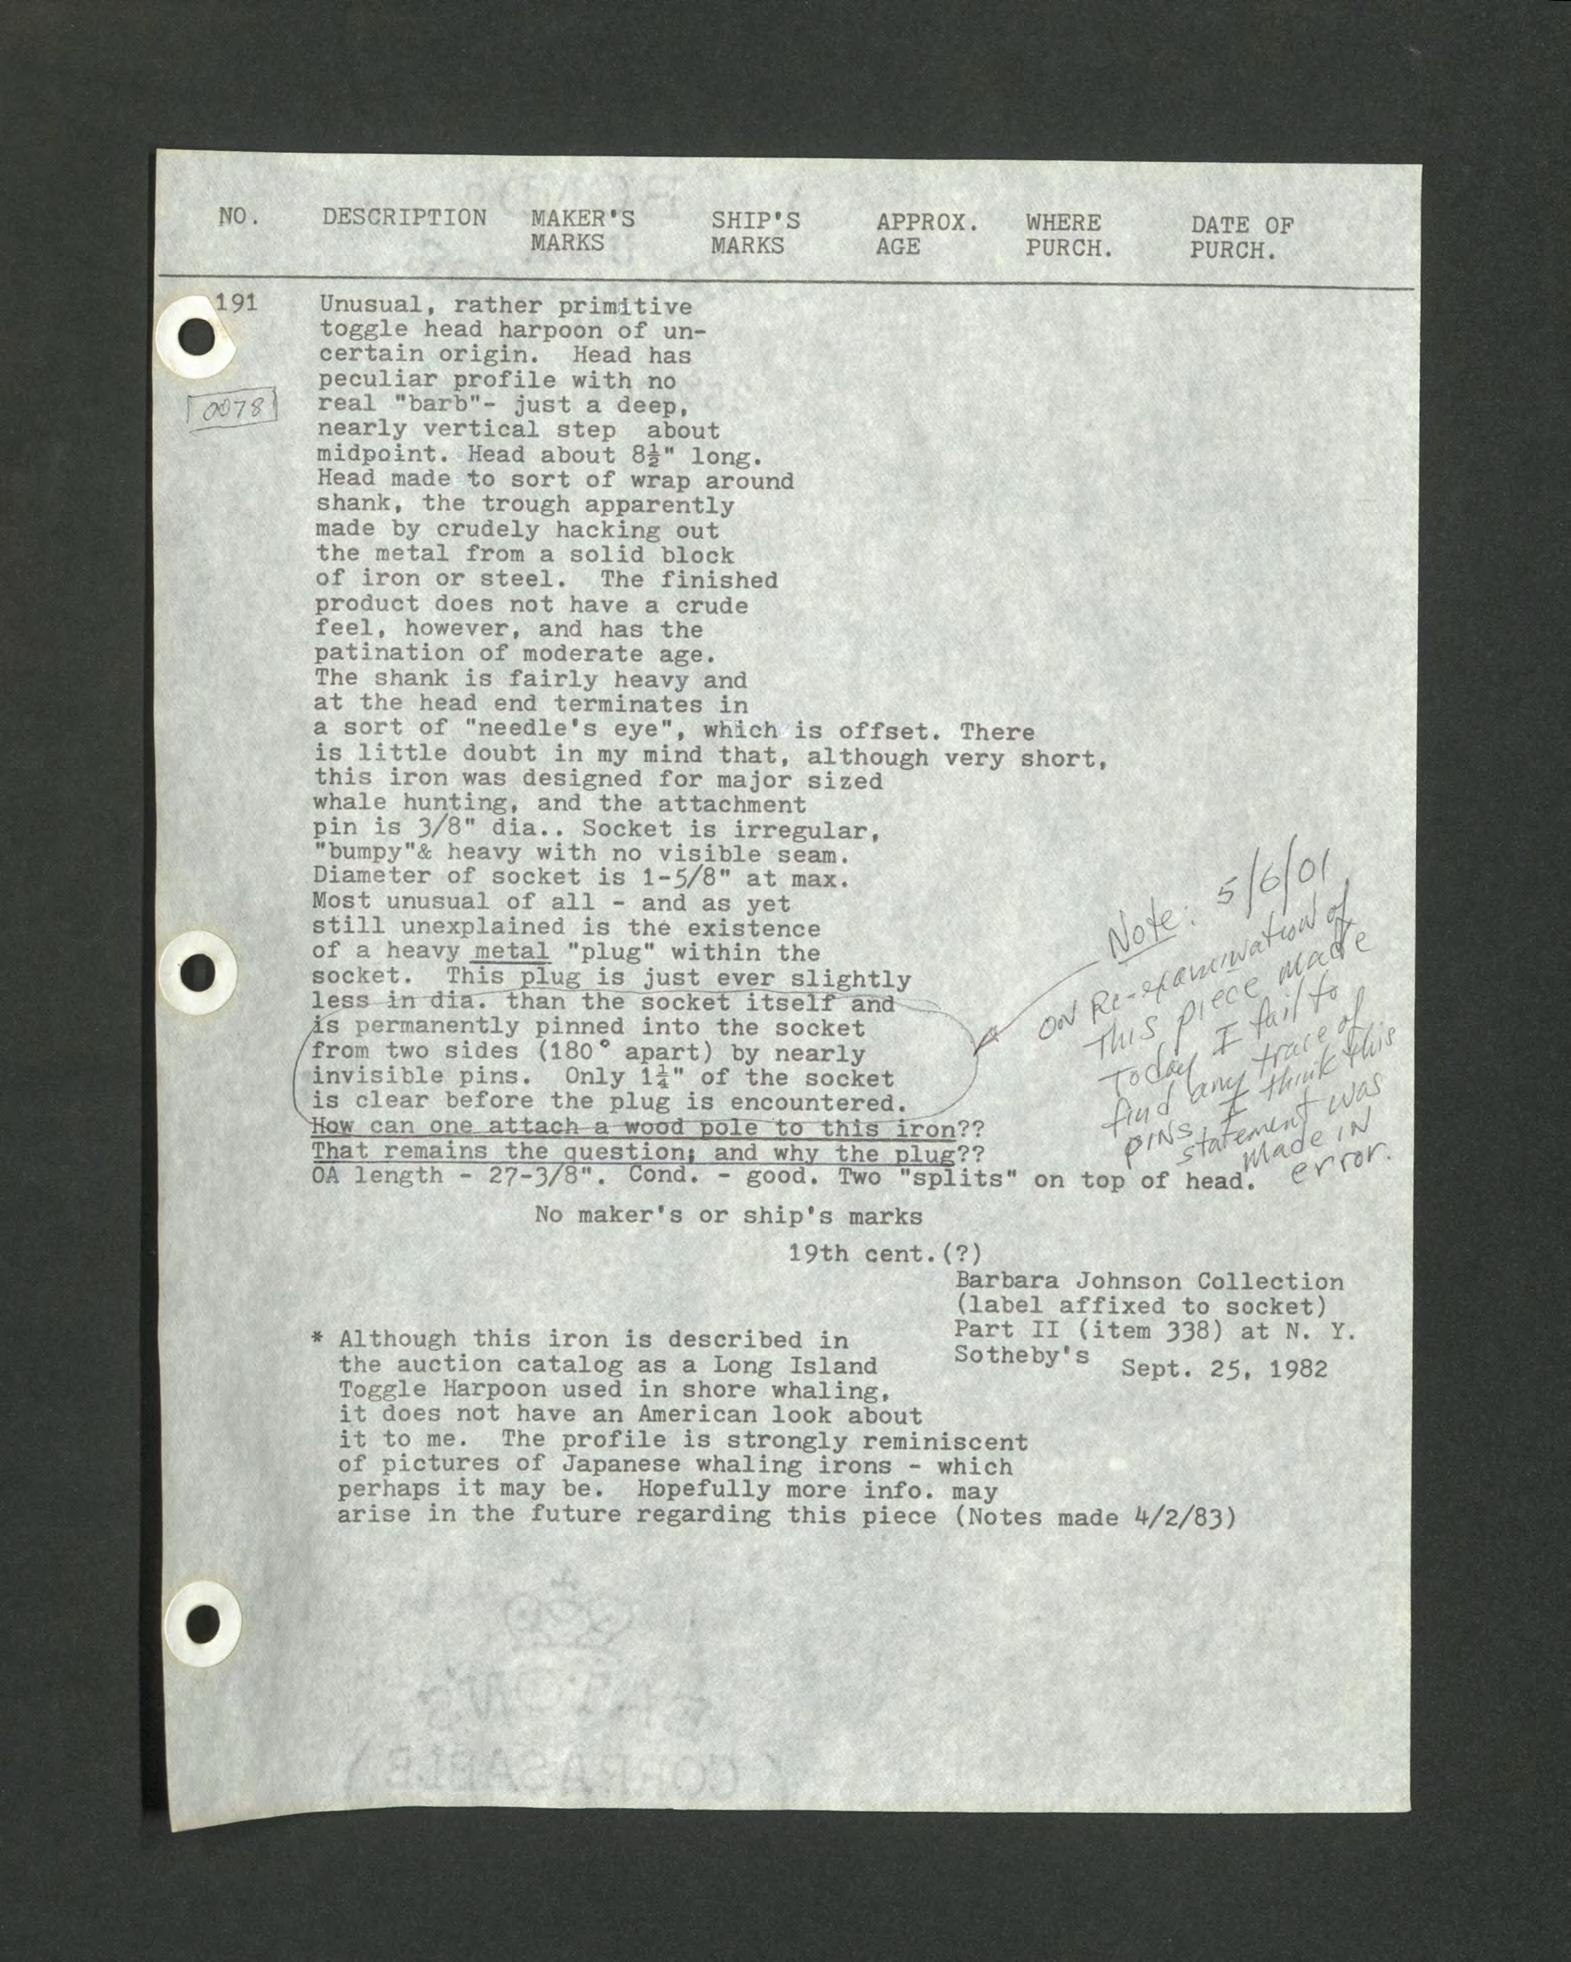 NO. DESCRIPTION MAKER'S MARKS SHIP'S MARKS APPROX. AGE WHERE PURCH. DATE OF PURCH.
191
0078
Unusual, rather primitive
toggle head harpoon of un-
certain origin. Head has
peculiar profile with no
real "barb"- just a deep,
nearly vertical step about
midpoint. Head about 8½" long.
Head made to sort of wrap around
shank, the trough apparently
made by crudely hacking out
the metal from a solid block
of iron or steel. The finished
product does not have a crude
feel, however, and has the
patination of moderate age.
The shank is fairly heavy and
at the head end terminates in
a sort of "needle's eye", which is offset. There
is little doubt in my mind that, although very short,
this iron was designed for major sized
whale hunting, and the attachment
pin is 3/8" dia.. Socket is irregular,
"bumpy"& heavy with no visible seam.
Diameter of socket is 1-5/8" at max.
Most unusual of all - and as yet
still unexplained is the existence
of a heavy metal "plug" within the
socket. This plug is just ever slightly
less in dia. than the socket itself and
is permanently pinned into the socket
from two sides (180° apart) by nearly
invisible pins. Only 1¼" of the socket
is clear before the plug is encountered.
How can one attach a wood pole to this iron??
That remains the question; and why the plug??
OA length - 27-3/8". Cond. - good. Two "splits" on top of head.
Note: 5/6/01
ON Re-examination of
this piece made
Today I fail to
find any trace of
pins. I think this
statement was
made IN
error.
No maker's or ship's marks
19th cent.(?)
Barbara Johnson Collection
(label affixed to socket)
Part II (item 338) at N. Y.
Sotheby's
Sept. 25, 1982
* Although this iron is described in
the auction catalog as a Long Island
Toggle Harpoon used in shore whaling,
it does not have an American look about
it to me. The profile is strongly reminiscent
of pictures of Japanese whaling irons - which
perhaps it may be. Hopefully more info. may
arise in the future regarding this piece (Notes made 4/2/83)
EATON'S
CORRASABLE